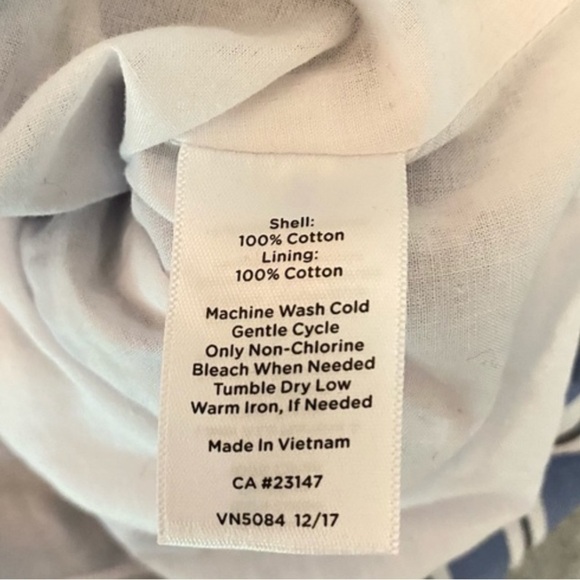 Shell:
100% Cotton
Lining:
100% Cotton
Machine Wash Cold
Gentle Cycle
Only Non-Chlorine
Bleach When Needed
Tumble Dry Low
Warm Iron, If Needed
Made In Vietnam
CA #23147
VN5084 12/17